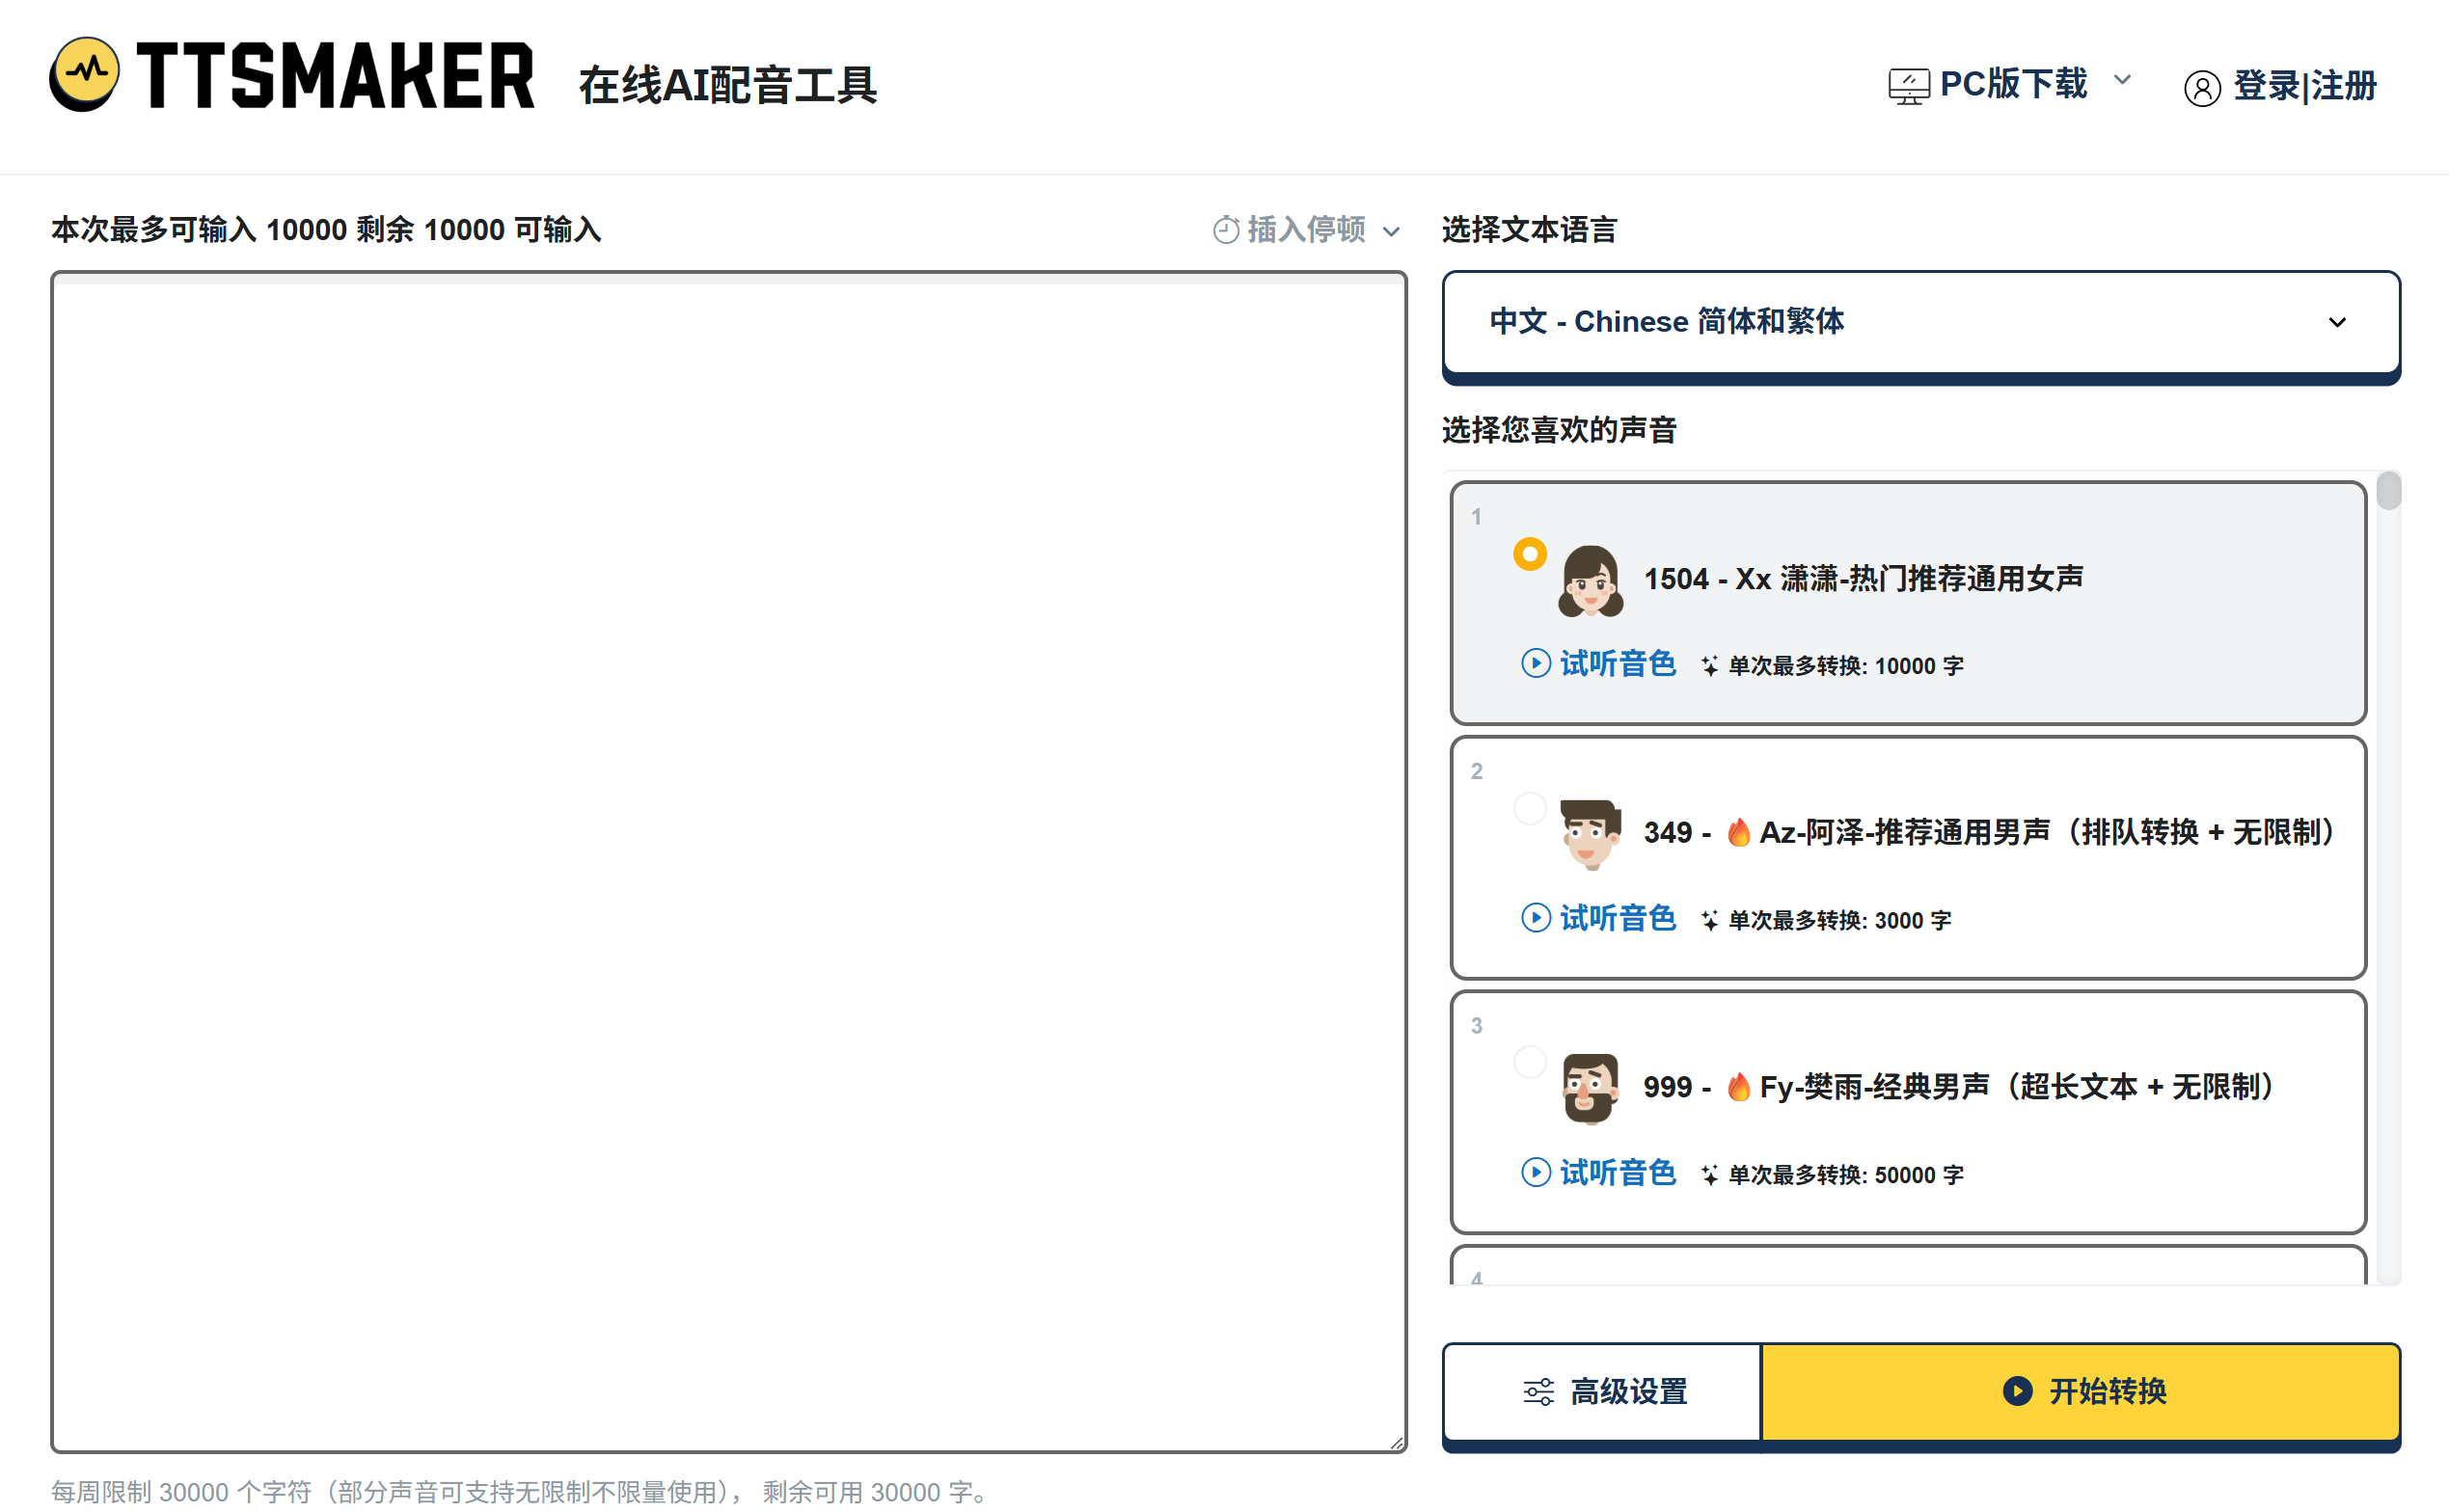 TTSMAKER 在线AI配音工具
PC版下载 登录|注册
本次最多可输入 10000 剩余 10000 可输入
插入停顿
选择文本语言
中文 - Chinese 简体和繁体
选择您喜欢的声音
1
1504 - Xx 潇潇-热门推荐通用女声
试听音色 单次最多转换: 10000 字
2
349 - 🔥 Az-阿泽-推荐通用男声（排队转换 + 无限制）
试听音色 单次最多转换: 3000 字
3
999 - 🔥 Fy-樊雨-经典男声（超长文本 + 无限制）
试听音色 单次最多转换: 50000 字
4
高级设置
开始转换
每周限制 30000 个字符（部分声音可支持无限制不限量使用）， 剩余可用 30000 字。